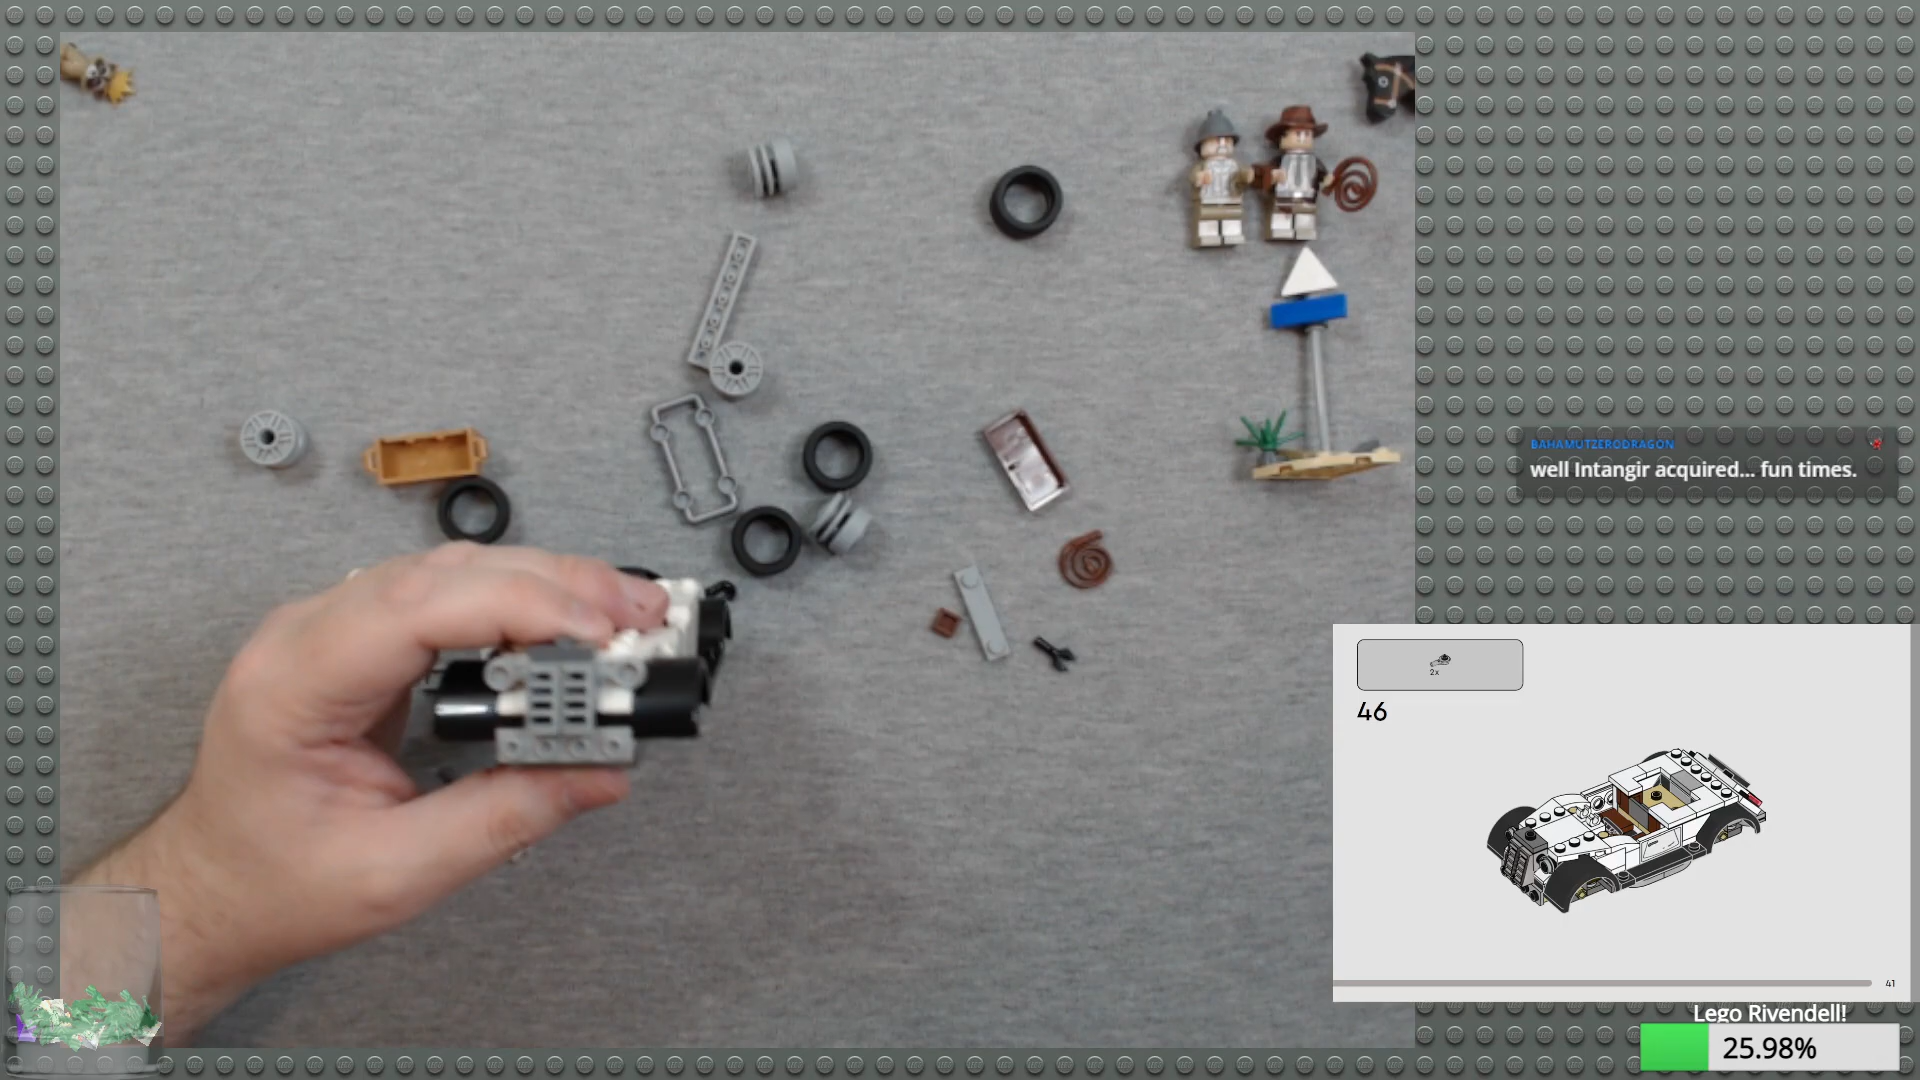 BAHAMUTZERODRAGON
well Intangir acquired... fun times.
2x
46
41
Lego Rivendell!
25.98%